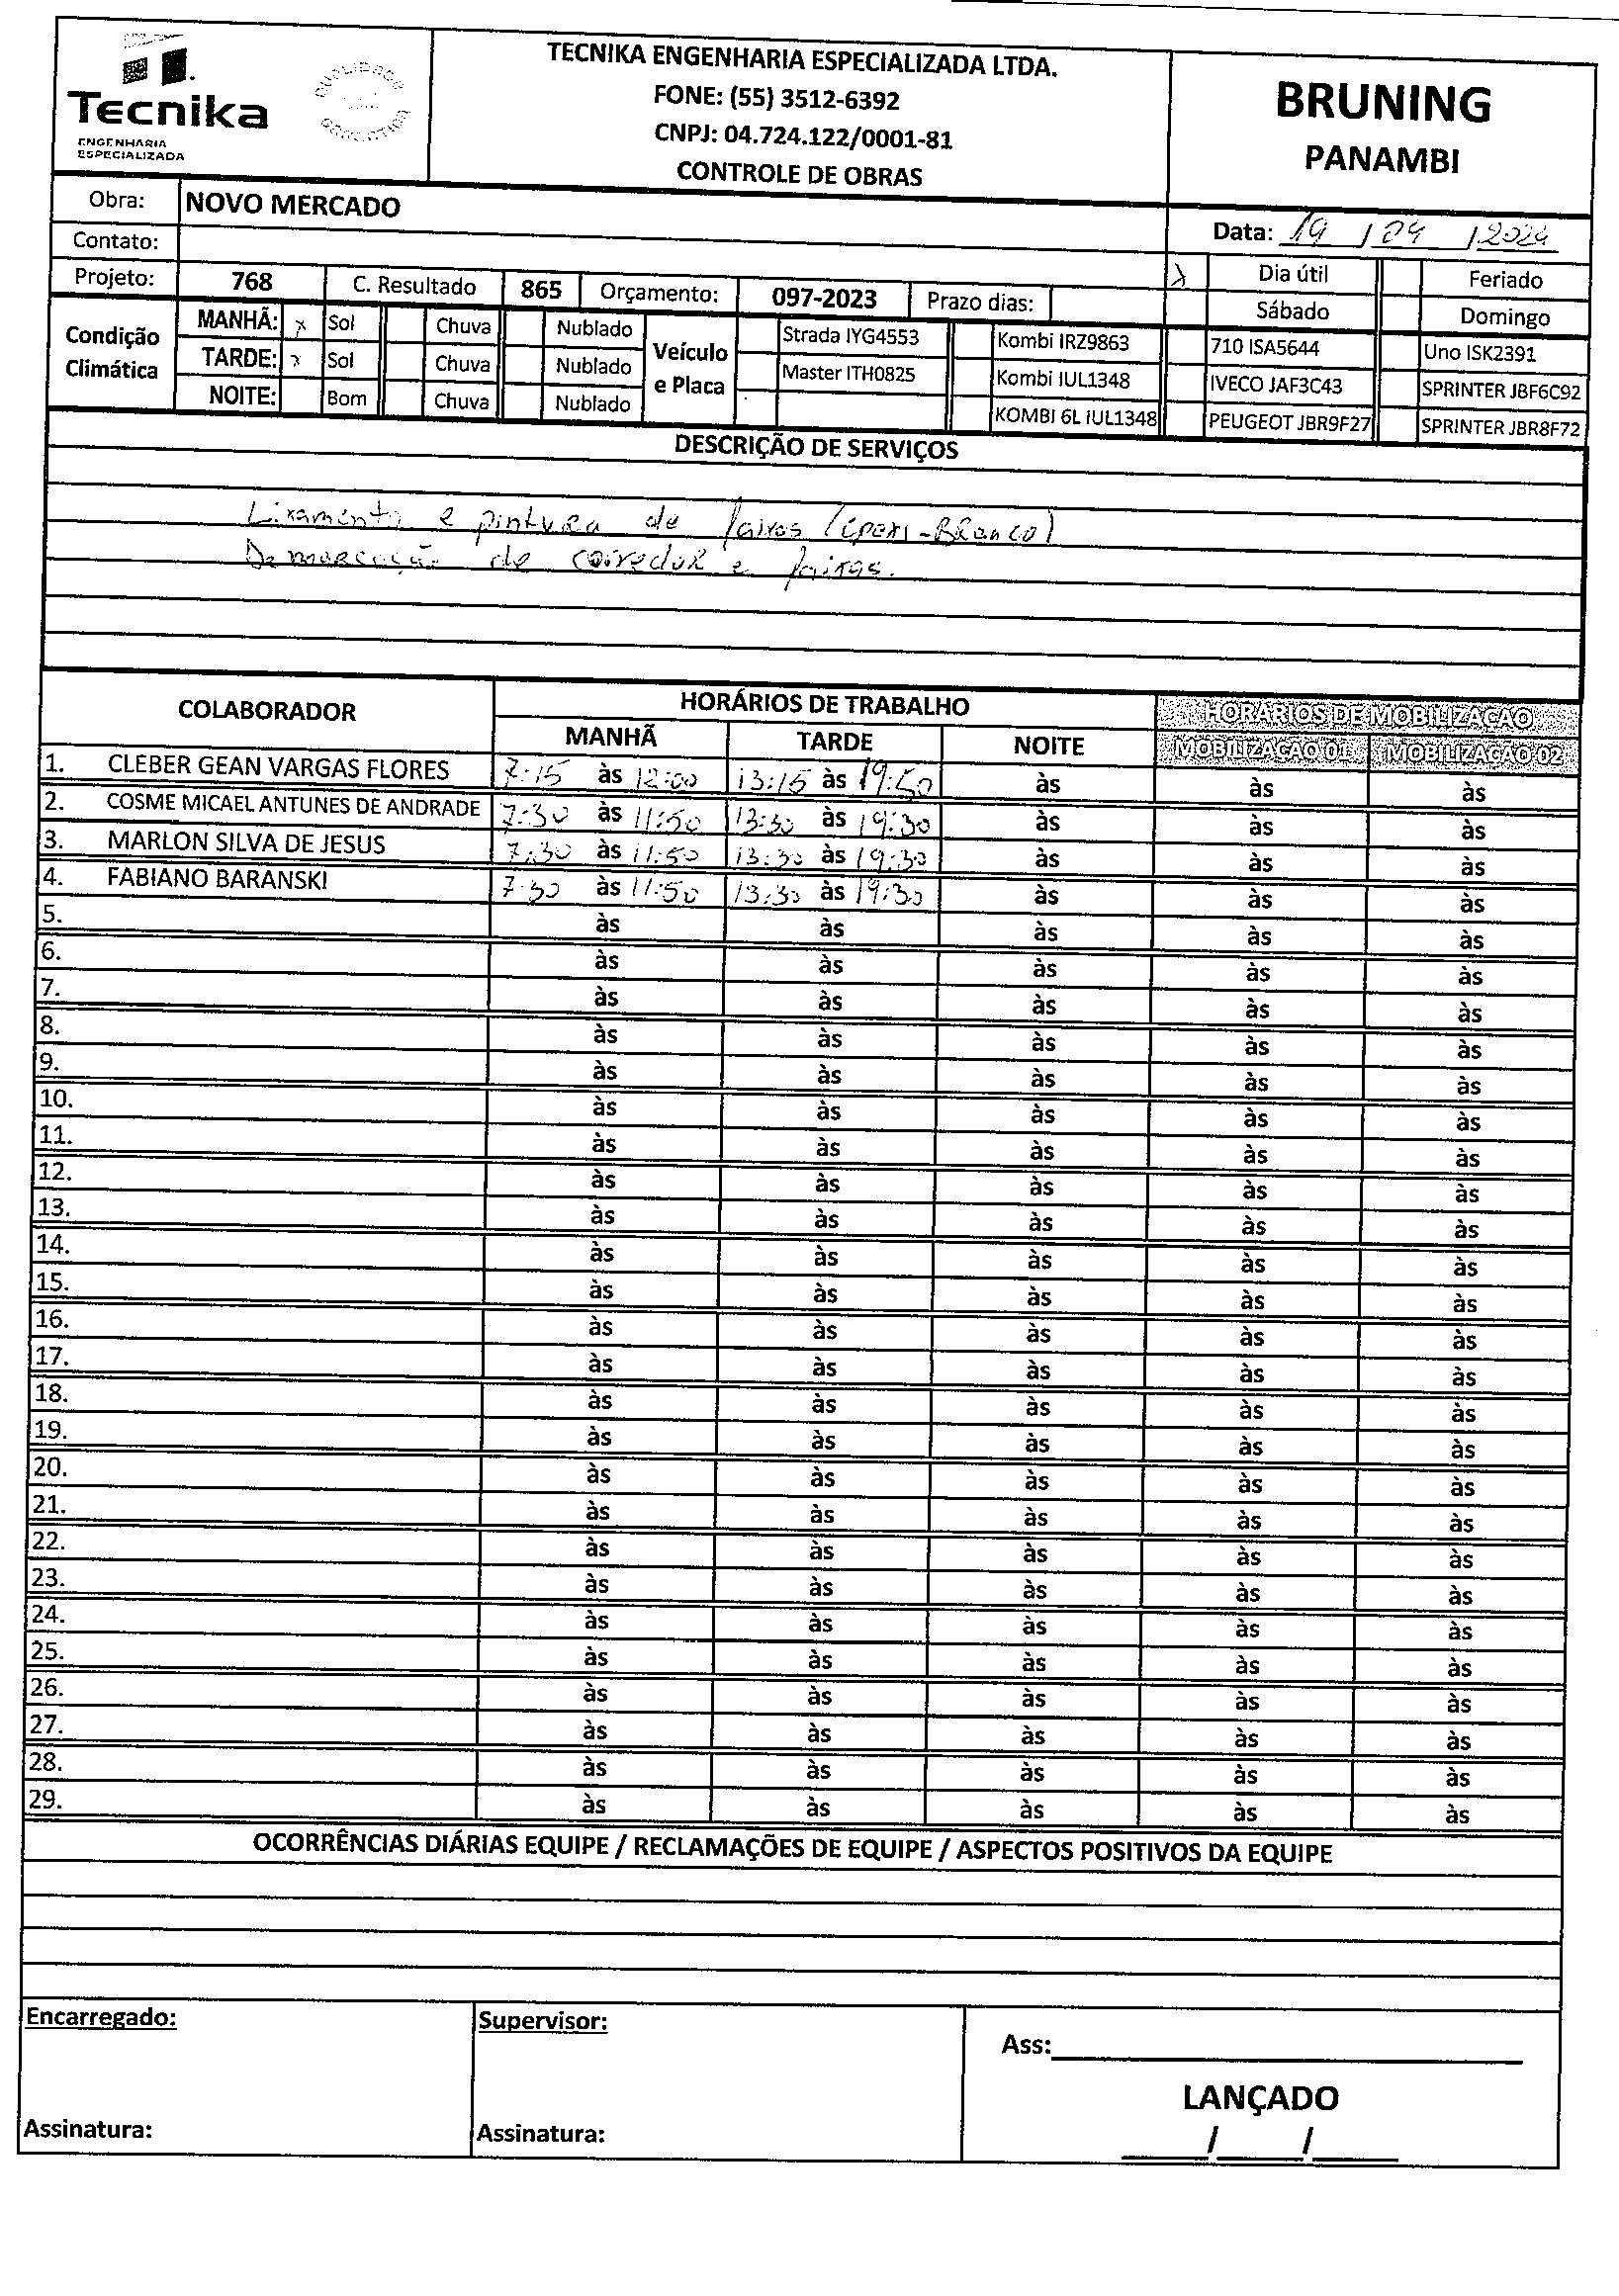 Tecnika
ENGENHARIA
ESPECIALIZADA
TECNIKA ENGENHARIA ESPECIALIZADA LTDA.
FONE: (55) 3512-6392
CNPJ: 04.724.122/0001-81
CONTROLE DE OBRAS
BRUNING
PANAMBI
Obra: NOVO MERCADO
Data: 19 / 04 / 2024
Contato:
Projeto: 768 C. Resultado 865 Orçamento: 097-2023 Prazo dias:
x Dia útil Feriado
Sábado Domingo
Condição Climática
MANHÃ: x Sol Chuva Nublado
TARDE: x Sol Chuva Nublado
NOITE: Bom Chuva Nublado
Veículo e Placa
Strada IYG4553 Kombi IRZ9863 710 ISA5644 Uno ISK2391
Master ITH0825 Kombi IUL1348 IVECO JAF3C43 SPRINTER JBF6C92
KOMBI 6L IUL1348 PEUGEOT JBR9F27 SPRINTER JBR8F72
DESCRIÇÃO DE SERVIÇOS
Lixamento e pintura de faixas (epoxi-Branco)
Demarcação de corredor e faixas.
COLABORADOR HORÁRIOS DE TRABALHO HORÁRIOS DE MOBILIZAÇÃO
MANHÃ TARDE NOITE MOBILIZAÇÃO 01 MOBILIZAÇÃO 02
1. CLEBER GEAN VARGAS FLORES 7:15 às 12:00 13:15 às 19:50 às às às
2. COSME MICAEL ANTUNES DE ANDRADE 7:30 às 11:50 13:30 às 19:30 às às às
3. MARLON SILVA DE JESUS 7:30 às 11:50 13:30 às 19:30 às às às
4. FABIANO BARANSKI 7:30 às 11:50 13:30 às 19:30 às às às
5. às às às às às
6. às às às às às
7. às às às às às
8. às às às às às
9. às às às às às
10. às às às às às
11. às às às às às
12. às às às às às
13. às às às às às
14. às às às às às
15. às às às às às
16. às às às às às
17. às às às às às
18. às às às às às
19. às às às às às
20. às às às às às
21. às às às às às
22. às às às às às
23. às às às às às
24. às às às às às
25. às às às às às
26. às às às às às
27. às às às às às
28. às às às às às
29. às às às às às
OCORRÊNCIAS DIÁRIAS EQUIPE / RECLAMAÇÕES DE EQUIPE / ASPECTOS POSITIVOS DA EQUIPE
Encarregado:
Supervisor:
Ass:
LANÇADO
/ /
Assinatura:
Assinatura: